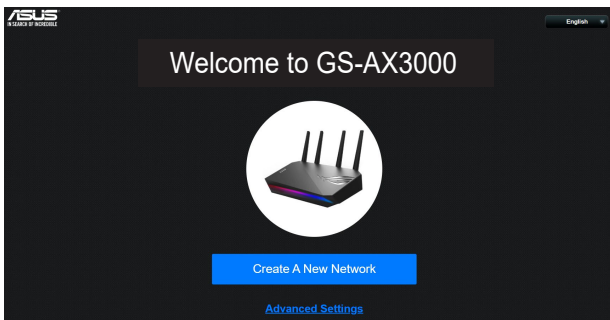 ASUS
IN SEARCH OF INCREDIBLE
English
Welcome to GS-AX3000
Create A New Network
Advanced Settings